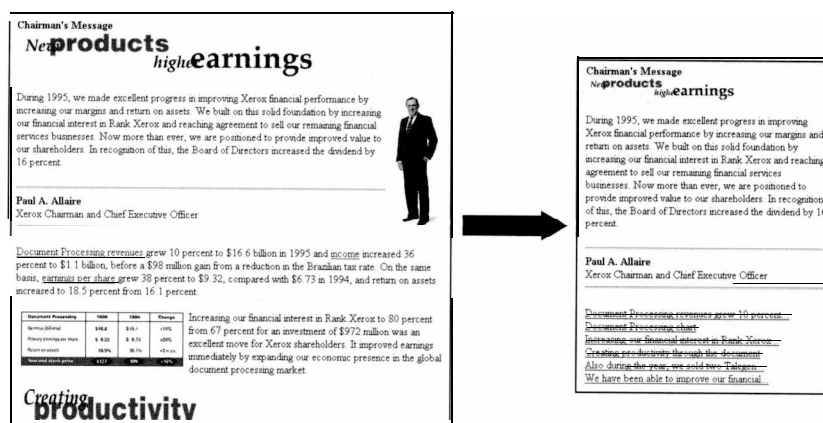 Chairman's Message
New products
higher earnings
During 1995, we made excellent progress in improving Xerox financial performance by
increasing our margins and return on assets. We built on this solid foundation by increasing
our financial interest in Rank Xerox and reaching agreement to sell our remaining financial
services businesses. Now more than ever, we are positioned to provide improved value to
our shareholders. In recognition of this, the Board of Directors increased the dividend by
16 percent.
Paul A. Allaire
Xerox Chairman and Chief Executive Officer
Document Processing revenues grew 10 percent to $16.6 billion in 1995 and income increased 36
percent to $1.1 billion, before a $98 million gain from a reduction in the Brazilian tax rate. On the same
basis, earnings per share grew 38 percent to $9.32, compared with $6.73 in 1994, and return on assets
increased to 18.5 percent from 16.1 percent.
Document Processing 1995 1994 Change
Return on assets
Increasing our financial interest in Rank Xerox to 80 percent
from 67 percent for an investment of $972 million was an
excellent move for Xerox shareholders. It improved earnings
immediately by expanding our economic presence in the global
document processing market.
Creating
productivity
Chairman's Message
New products
higher earnings
During 1995, we made excellent progress in improving
Xerox financial performance by increasing our margins and
return on assets. We built on this solid foundation by
increasing our financial interest in Rank Xerox and reaching
agreement to sell our remaining financial services
businesses. Now more than ever, we are positioned to
provide improved value to our shareholders. In recognition
of this, the Board of Directors increased the dividend by 16
percent.
Paul A. Allaire
Xerox Chairman and Chief Executive Officer
Document Processing revenues grew 10 percent...
Document Processing chart
Increasing our financial interest in Rank Xerox...
Creating productivity through the document
Also during the year, we sold two Talegen...
We have been able to improve our financial...